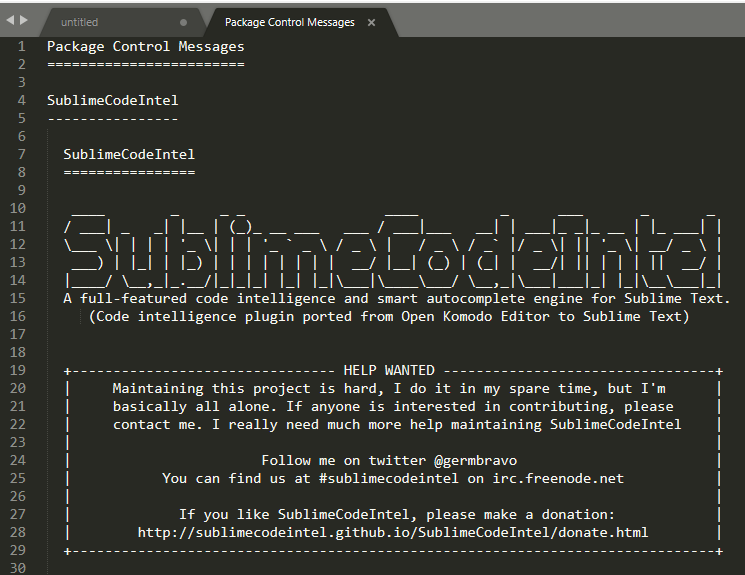 untitled
Package Control Messages
1 Package Control Messages
2 ========================
3
4 SublimeCodeIntel
5 ----------------
6
7 SublimeCodeIntel
8 ================
9
10
11 SublimeCodeIntel
12
13
14
15 A full-featured code intelligence and smart autocomplete engine for Sublime Text.
16 (Code intelligence plugin ported from Open Komodo Editor to Sublime Text)
17
18
19 +-------------------------------- HELP WANTED ---------------------------------+
20 | Maintaining this project is hard, I do it in my spare time, but I'm |
21 | basically all alone. If anyone is interested in contributing, please |
22 | contact me. I really need much more help maintaining SublimeCodeIntel |
23 | |
24 | Follow me on twitter @germbravo |
25 | You can find us at #sublimecodeintel on irc.freenode.net |
26 | |
27 | If you like SublimeCodeIntel, please make a donation: |
28 | http://sublimecodeintel.github.io/SublimeCodeIntel/donate.html |
29 +------------------------------------------------------------------------------+
30